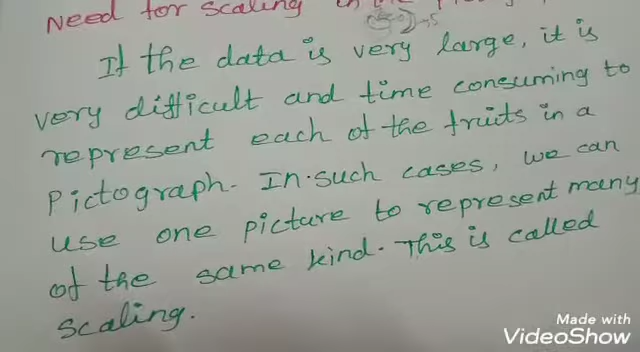 Need for scaling in the
If the data is very large, it is
very difficult and time consuming to
represent each of the fruits in a
Pictograph. In such cases, we can
use one picture to represent many
of the same kind. This is called
scaling.
Made with
VideoShow